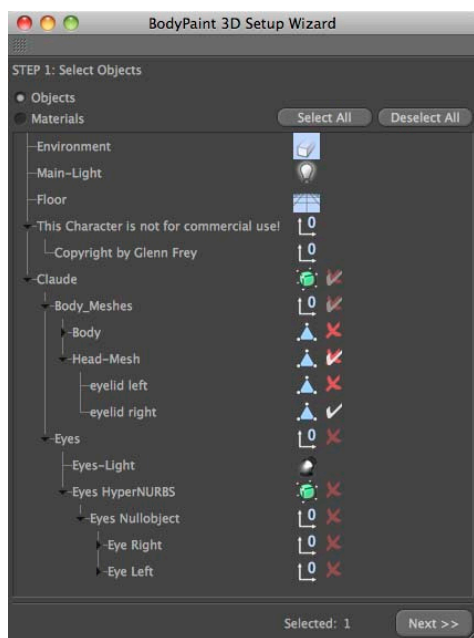 BodyPaint 3D Setup Wizard
STEP 1: Select Objects
Objects
Materials
Select All
Deselect All
Environment
Main-Light
Floor
This Character is not for commercial use!
Copyright by Glenn Frey
Claude
Body_Meshes
Body
Head-Mesh
eyelid left
eyelid right
Eyes
Eyes-Light
Eyes HyperNURBS
Eyes Nullobject
Eye Right
Eye Left
Selected: 1
Next >>